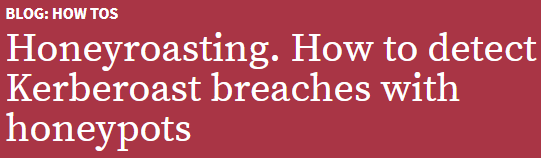 BLOG: HOW TOS
Honeyroasting. How to detect
Kerberoast breaches with
honeypots